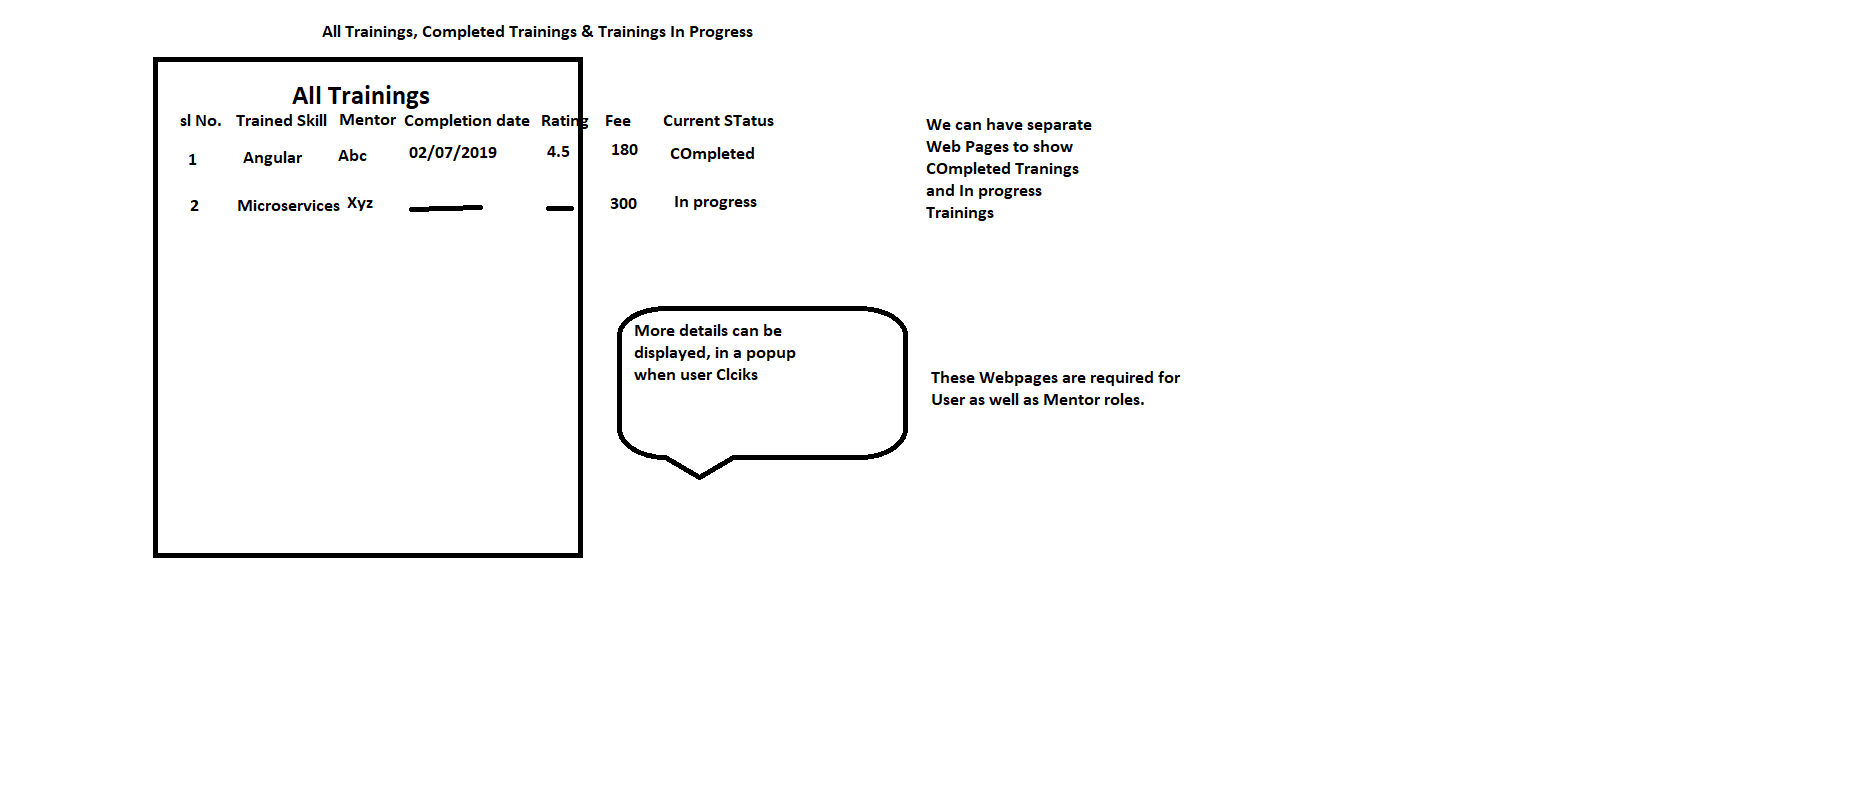 All Trainings, Completed Trainings & Trainings In Progress
All Trainings
sl No. Trained Skill Mentor Completion date Rating Fee Current STatus
1 Angular Abc 02/07/2019 4.5 180 COmpleted
2 Microservices Xyz 300 In progress
We can have separate
Web Pages to show
COmpleted Tranings
and In progress
Trainings
More details can be
displayed, in a popup
when user Clciks
These Webpages are required for
User as well as Mentor roles.